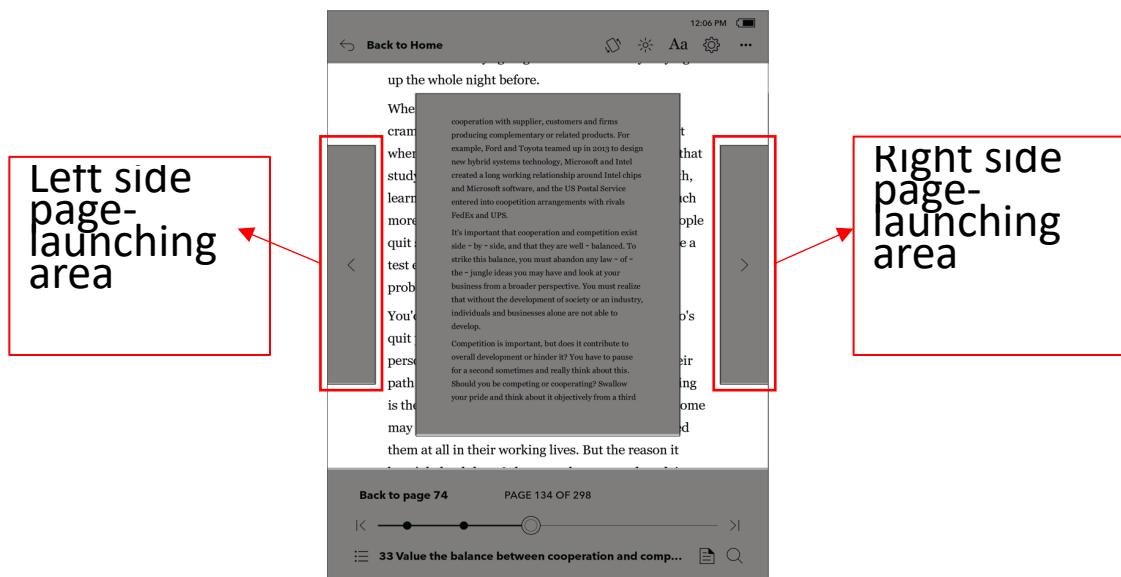 12:06 PM
Back to Home
Aa
up the whole night before.
Whe
cram
when that
study
learn
more
quit
test e a
prob
You'
quit
pers
path
is the
may
them at all in their working lives. But the reason it
cooperation with supplier, customers and firms
producing complementary or related products. For
example, Ford and Toyota teamed up in 2013 to design
new hybrid systems technology, Microsoft and Intel
created a long working relationship around Intel chips
and Microsoft software, and the US Postal Service
entered into coopetition arrangements with rivals
FedEx and UPS.
It's important that cooperation and competition exist
side - by - side, and that they are well - balanced. To
strike this balance, you must abandon any law - of -
the - jungle ideas you may have and look at your
business from a broader perspective. You must realize
that without the development of society or an industry,
individuals and businesses alone are not able to
develop.
Competition is important, but does it contribute to
overall development or hinder it? You have to pause
for a second sometimes and really think about this.
Should you be competing or cooperating? Swallow
your pride and think about it objectively from a third
Left side
page-
launching
area
Right side
page-
launching
area
Back to page 74 PAGE 134 OF 298
33 Value the balance between cooperation and comp...